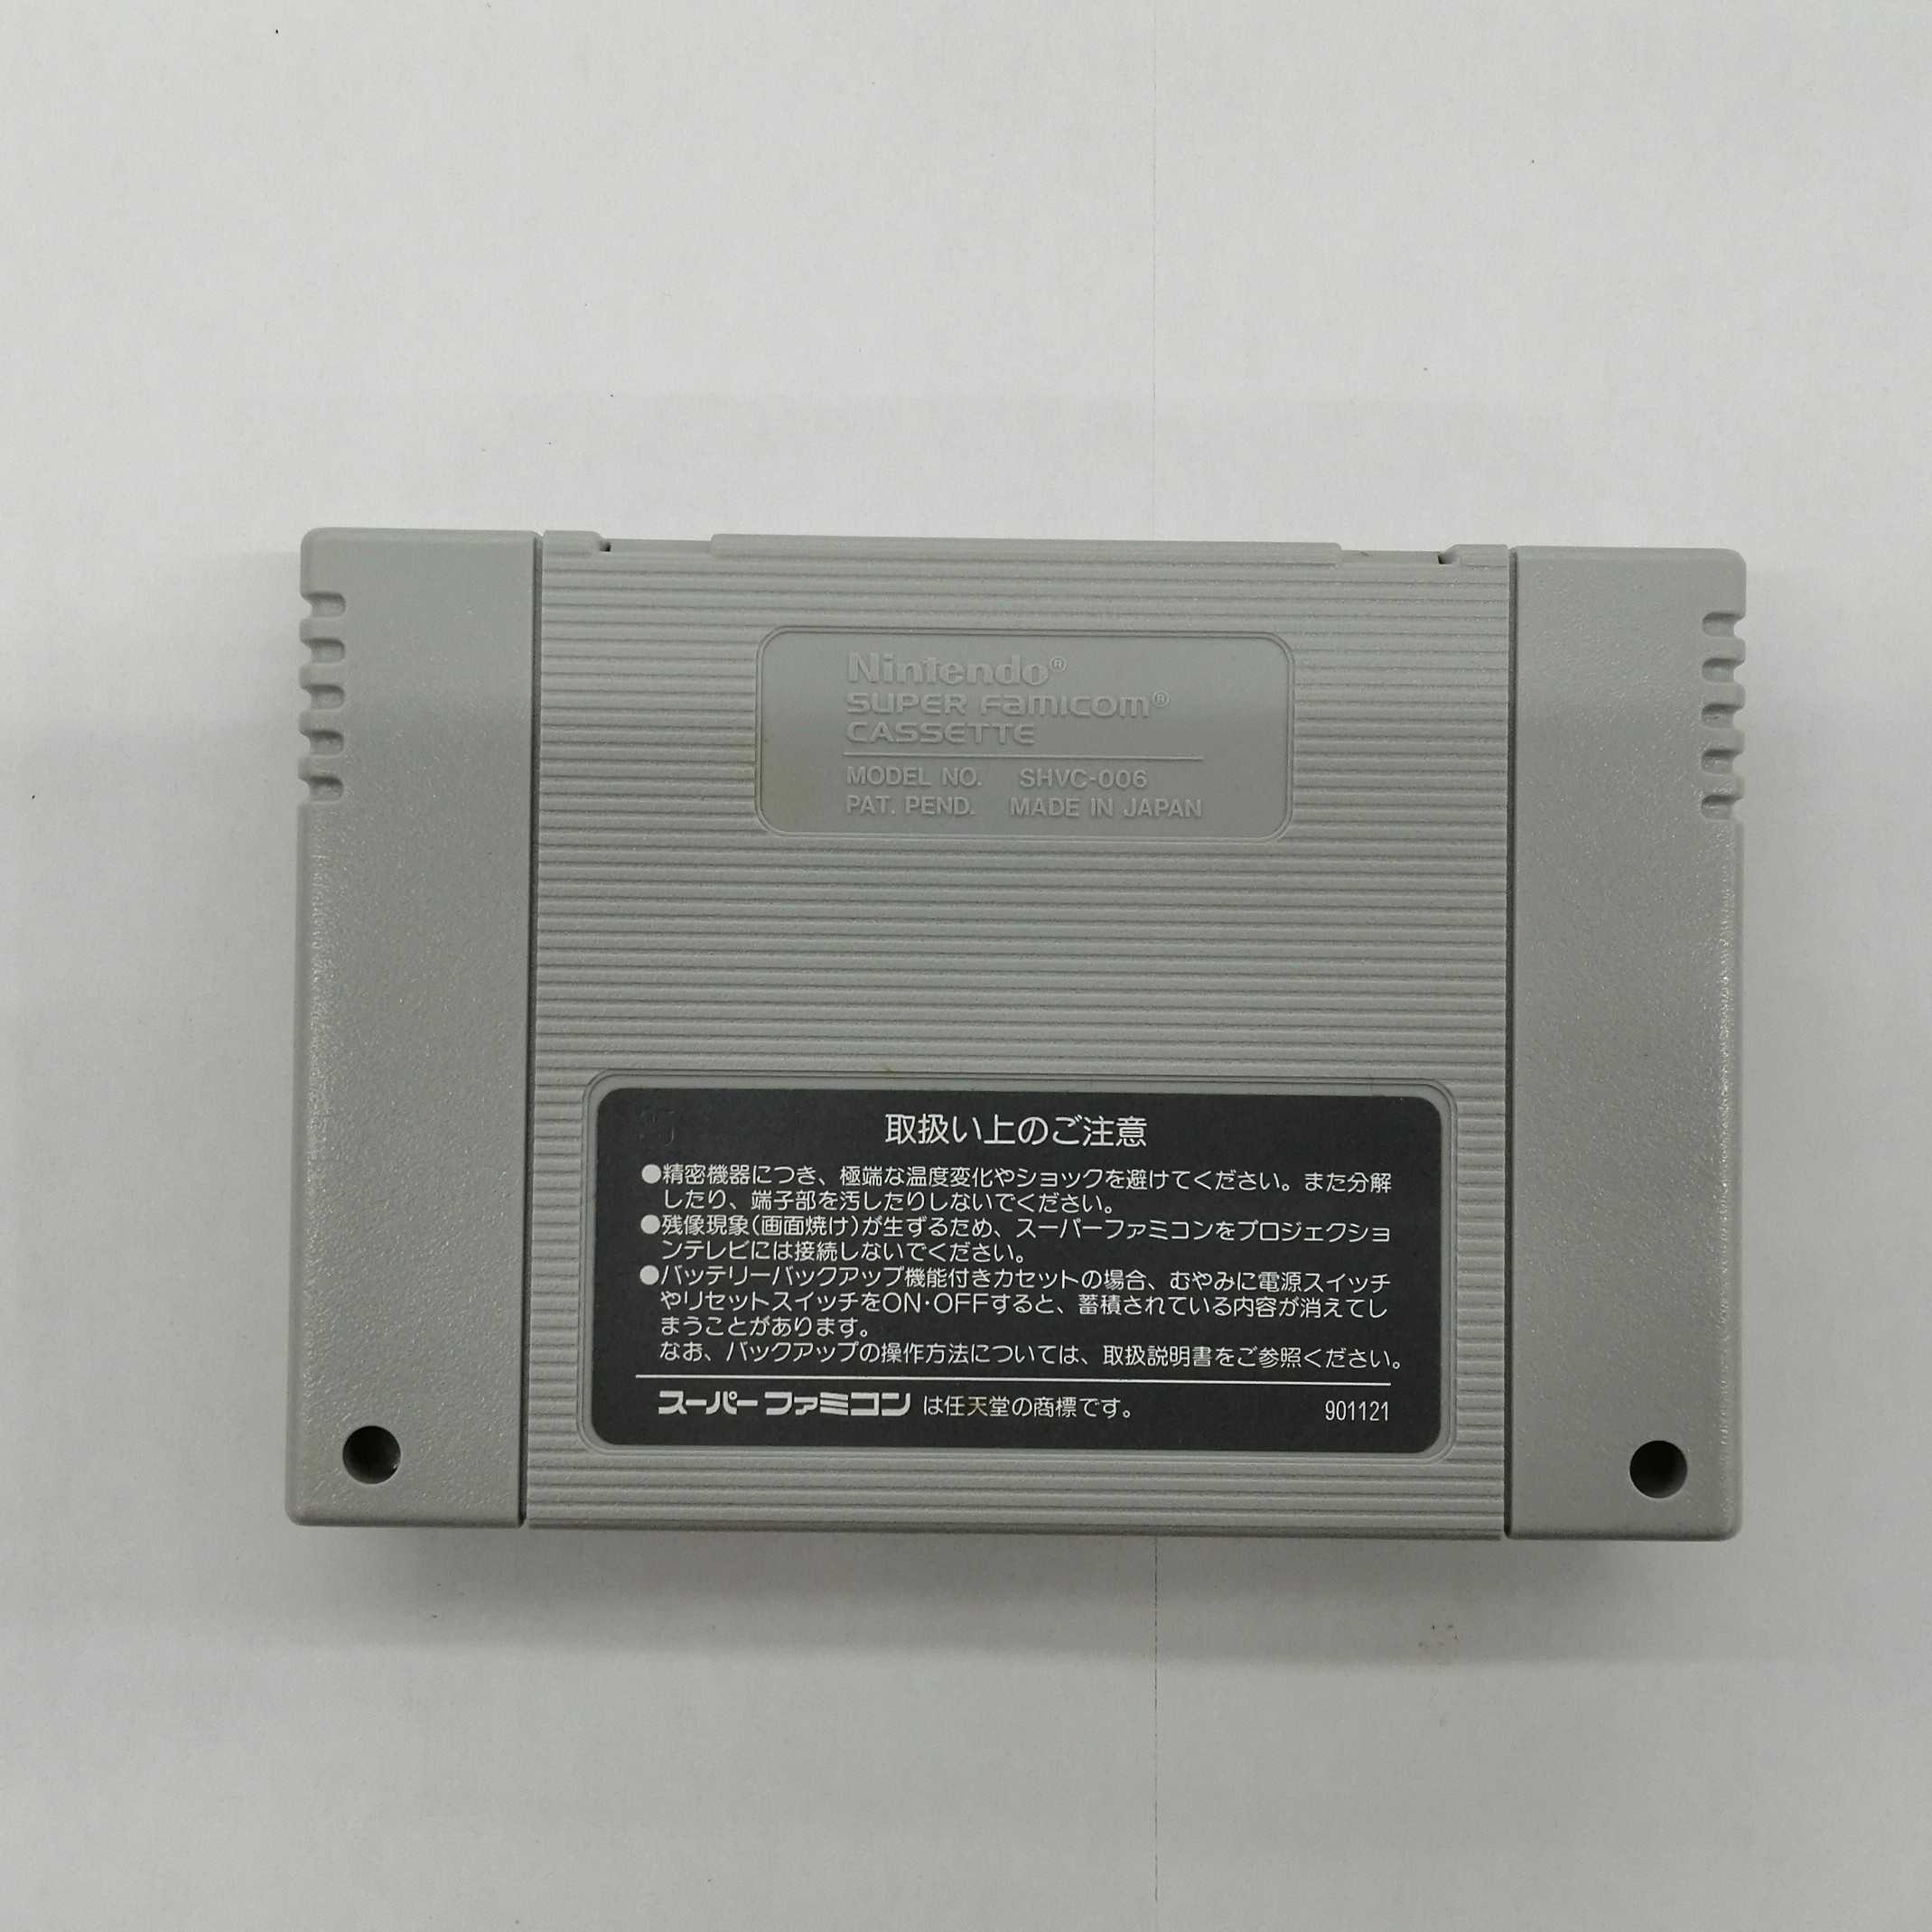 Nintendo®
SUPER FAMICOM®
CASSETTE
MODEL NO. SHVC-006
PAT. PEND. MADE IN JAPAN
取扱い上のご注意
●精密機器につき、極端な温度変化やショックを避けてください。また分解
したり、端子部を汚したりしないでください。
●残像現象(画面焼け)が生ずるため、スーパーファミコンをプロジェクショ
ンテレビには接続しないでください。
●バッテリーバックアップ機能付きカセットの場合、むやみに電源スイッチ
やリセットスイッチをON・OFFすると、蓄積されている内容が消えてし
まうことがあります。
なお、バックアップの操作方法については、取扱説明書をご参照ください。
スーパーファミコン は任天堂の商標です。 901121